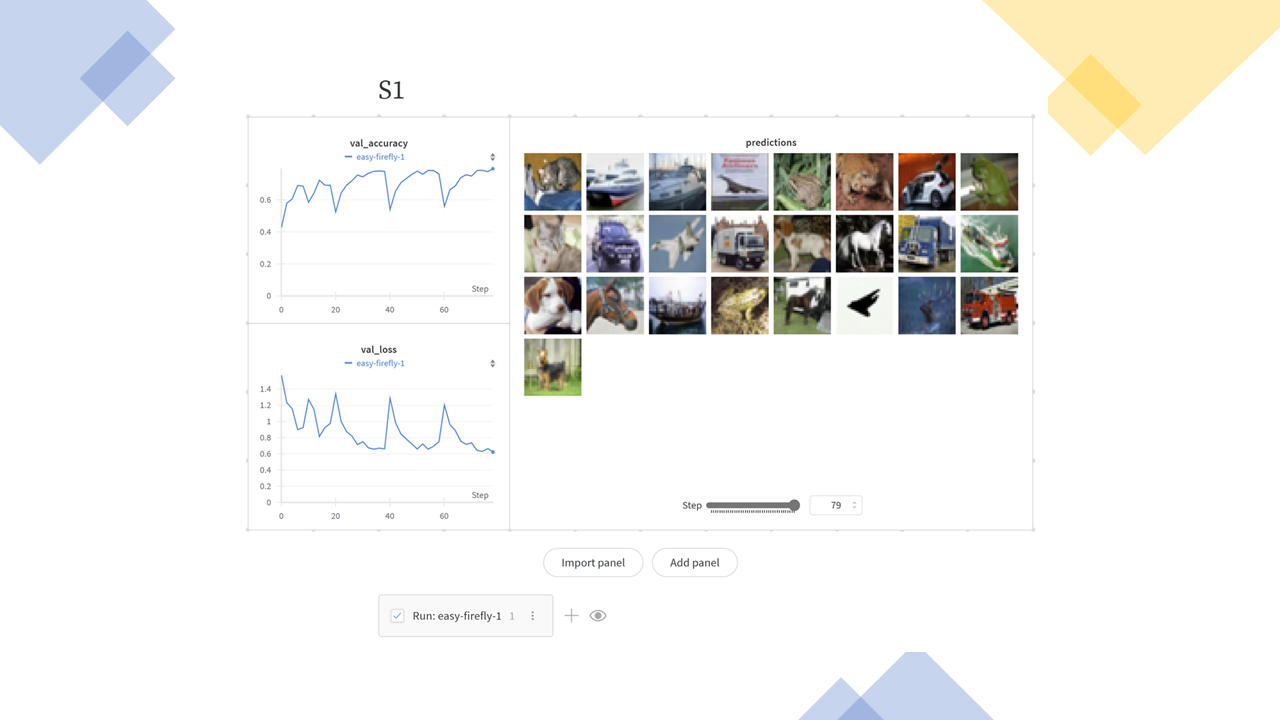 S1
val_accuracy
easy-firefly-1
0.6
0.4
0.2
0
Step
0
20
40
60
val_loss
easy-firefly-1
1.4
1.2
1
0.8
0.6
0.4
0.2
0
Step
0
20
40
60
predictions
Step
79
Import panel
Add panel
Run: easy-firefly-1 1